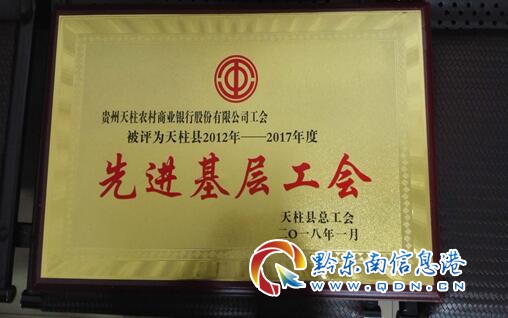 贵州天柱农村商业银行股份有限公司工会
被评为天柱县2012年——2017年度
先进基层工会
天柱县总工会
二〇一八年一月
黔东南信息港
WWW.QDN.CN